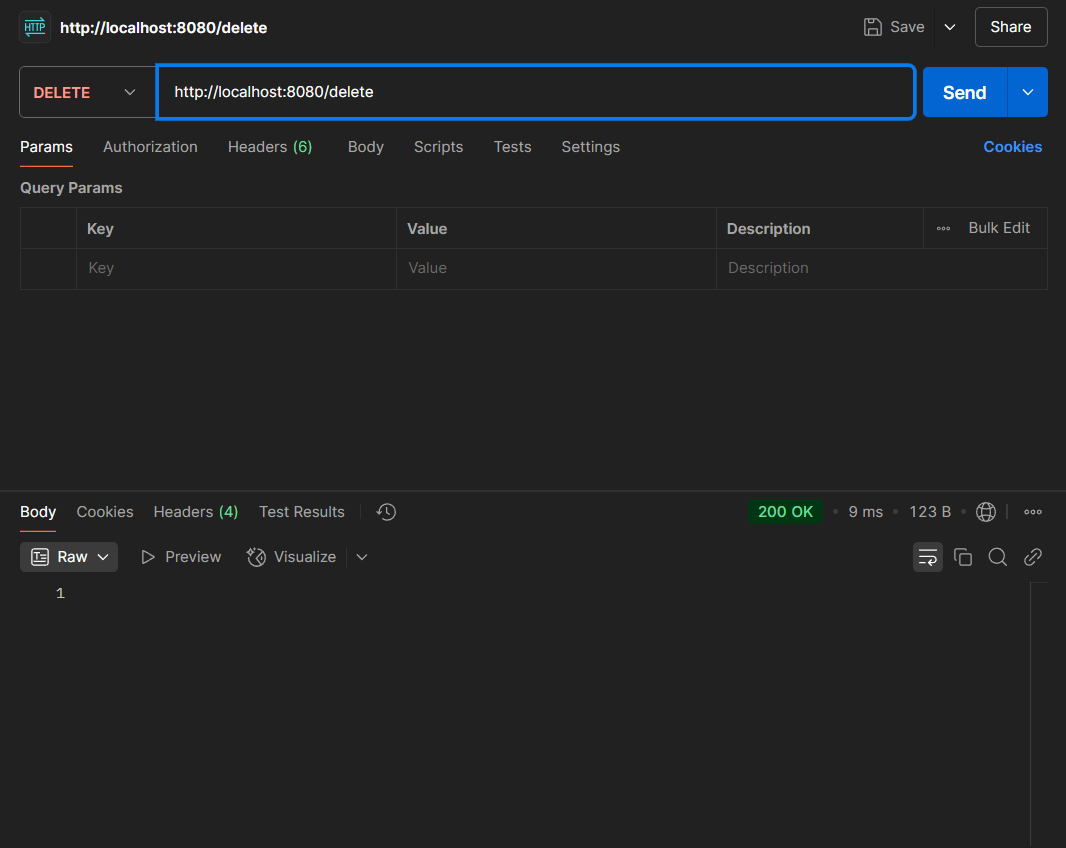 HTTP http://localhost:8080/delete Save Share
DELETE http://localhost:8080/delete Send
Params Authorization Headers (6) Body Scripts Tests Settings Cookies
Query Params
Key Value Description Bulk Edit
Key Value Description
Body Cookies Headers (4) Test Results 200 OK • 9 ms • 123 B •
Raw Preview Visualize
1